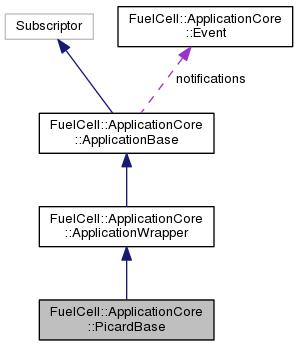 Subscriptor
FuelCell::ApplicationCore
::Event
notifications
FuelCell::ApplicationCore
::ApplicationBase
FuelCell::ApplicationCore
::ApplicationWrapper
FuelCell::ApplicationCore
::PicardBase